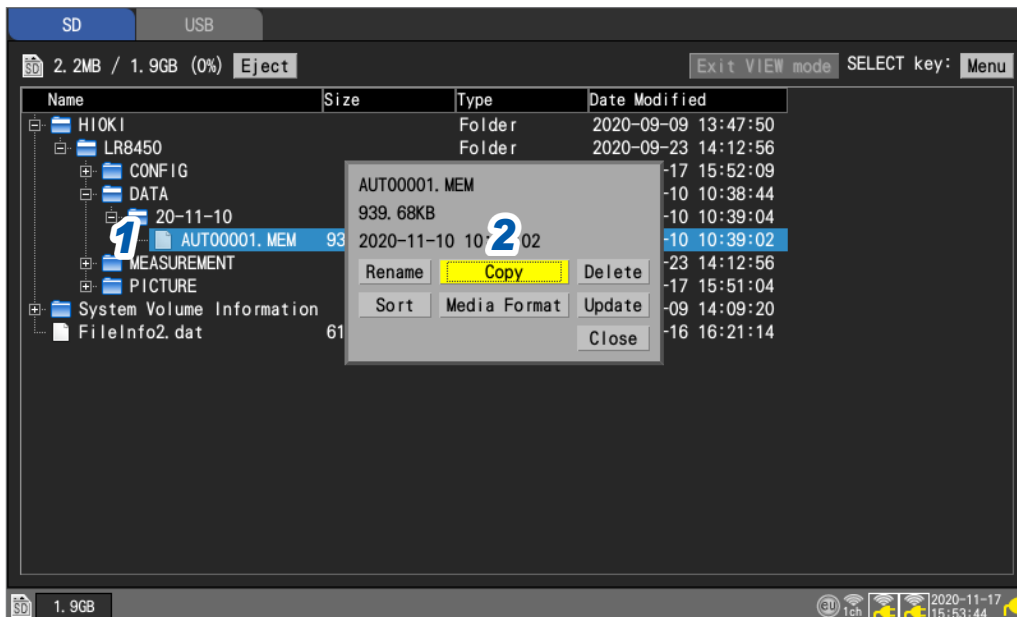 SD USB
2.2MB / 1.9GB (0%) Eject Exit VIEW mode SELECT key: Menu
Name Size Type Date Modified
HIOKI Folder 2020-09-09 13:47:50
LR8450 Folder 2020-09-23 14:12:56
CONFIG -17 15:52:09
DATA -10 10:38:44
20-11-10 -10 10:39:04
1 AUT00001.MEM 93 -10 10:39:02
MEASUREMENT -23 14:12:56
PICTURE -17 15:51:04
System Volume Information -09 14:09:20
FileInfo2.dat 61 -16 16:21:14
AUT00001.MEM
939.68KB
2020-11-10 10 02
2
Rename Copy Delete
Sort Media Format Update
Close
SD 1.9GB eu 1ch 2020-11-17
15:53:44